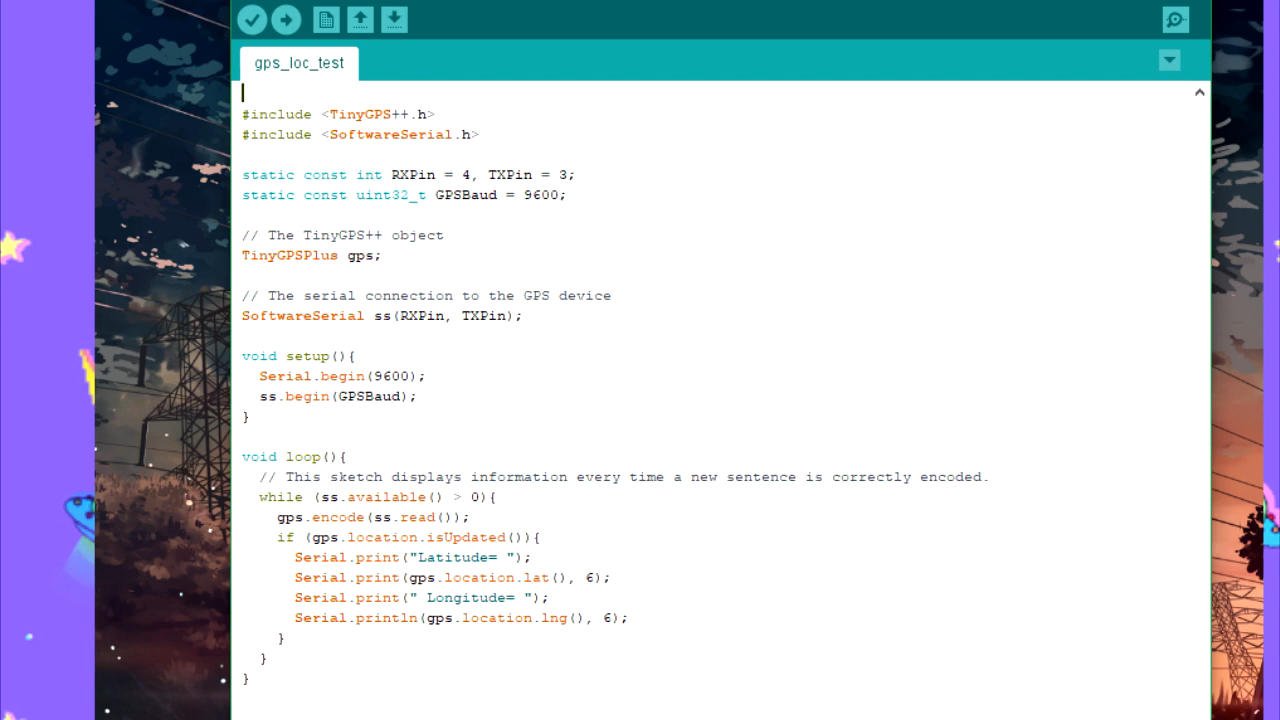 gps_loc_test
#include <TinyGPS++.h>
#include <SoftwareSerial.h>
static const int RXPin = 4, TXPin = 3;
static const uint32_t GPSBaud = 9600;
// The TinyGPS++ object
TinyGPSPlus gps;
// The serial connection to the GPS device
SoftwareSerial ss(RXPin, TXPin);
void setup(){
  Serial.begin(9600);
  ss.begin(GPSBaud);
}
void loop(){
  // This sketch displays information every time a new sentence is correctly encoded.
  while (ss.available() > 0){
    gps.encode(ss.read());
    if (gps.location.isUpdated()){
      Serial.print("Latitude= ");
      Serial.print(gps.location.lat(), 6);
      Serial.print(" Longitude= ");
      Serial.println(gps.location.lng(), 6);
    }
  }
}